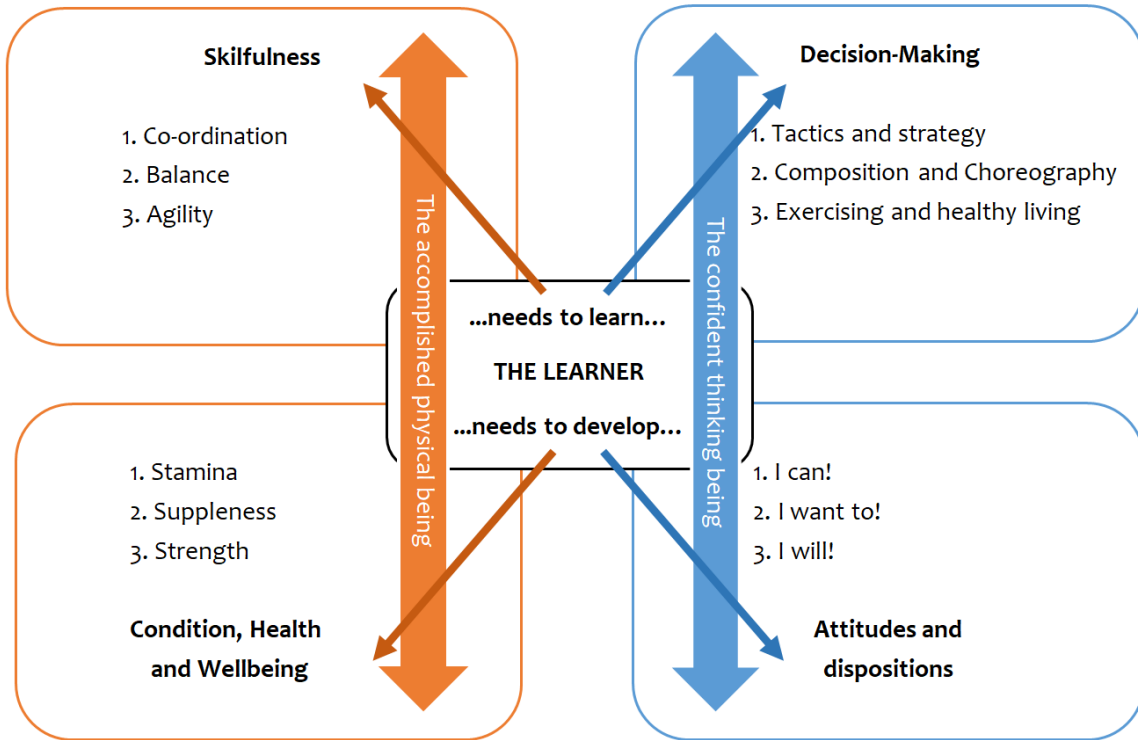 Skilfulness
1. Co-ordination
2. Balance
3. Agility
Decision-Making
1. Tactics and strategy
2. Composition and Choreography
3. Exercising and healthy living
The accomplished physical being
...needs to learn...
THE LEARNER
...needs to develop...
The confident thinking being
1. Stamina
2. Suppleness
3. Strength
Condition, Health
and Wellbeing
1. I can!
2. I want to!
3. I will!
Attitudes and
dispositions